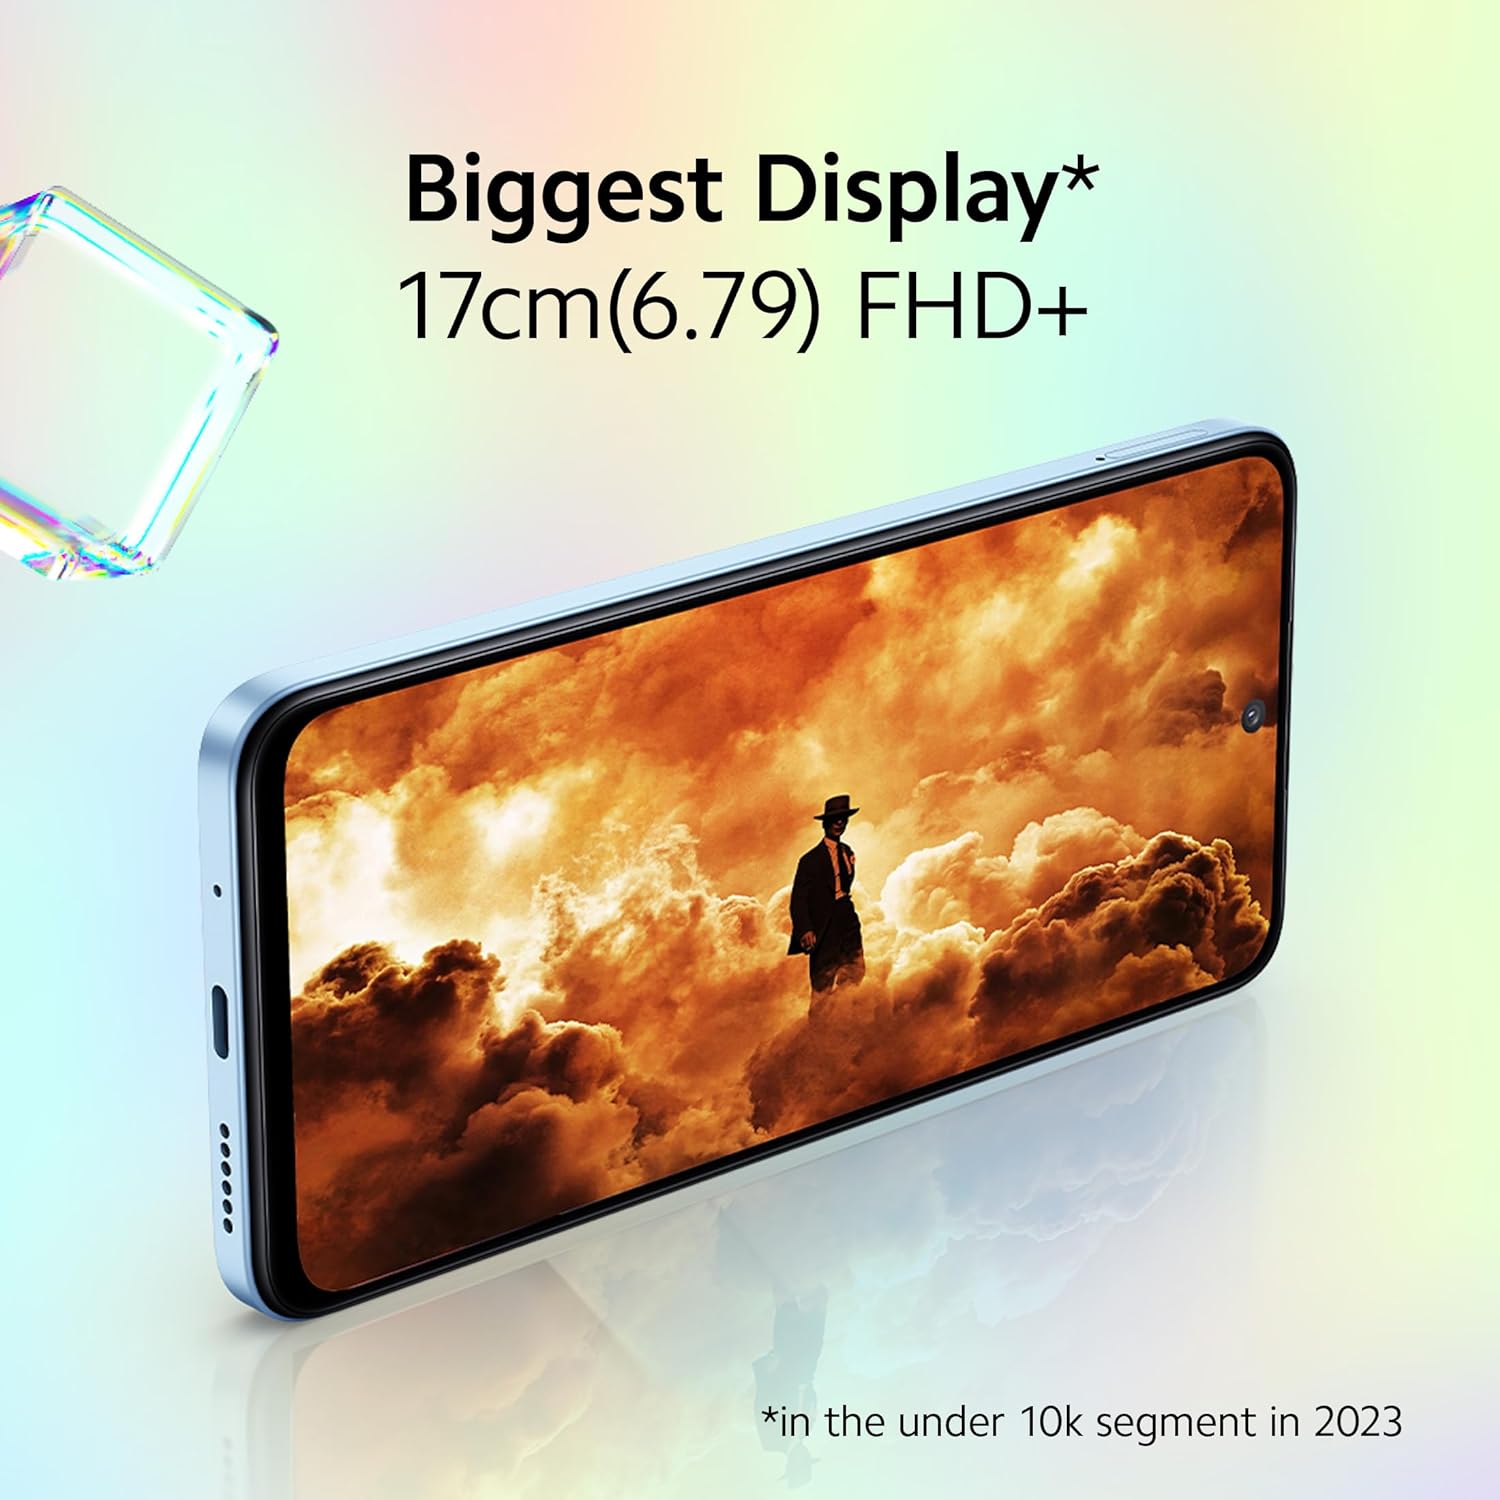 Biggest Display*
17cm(6.79) FHD+
*in the under 10k segment in 2023